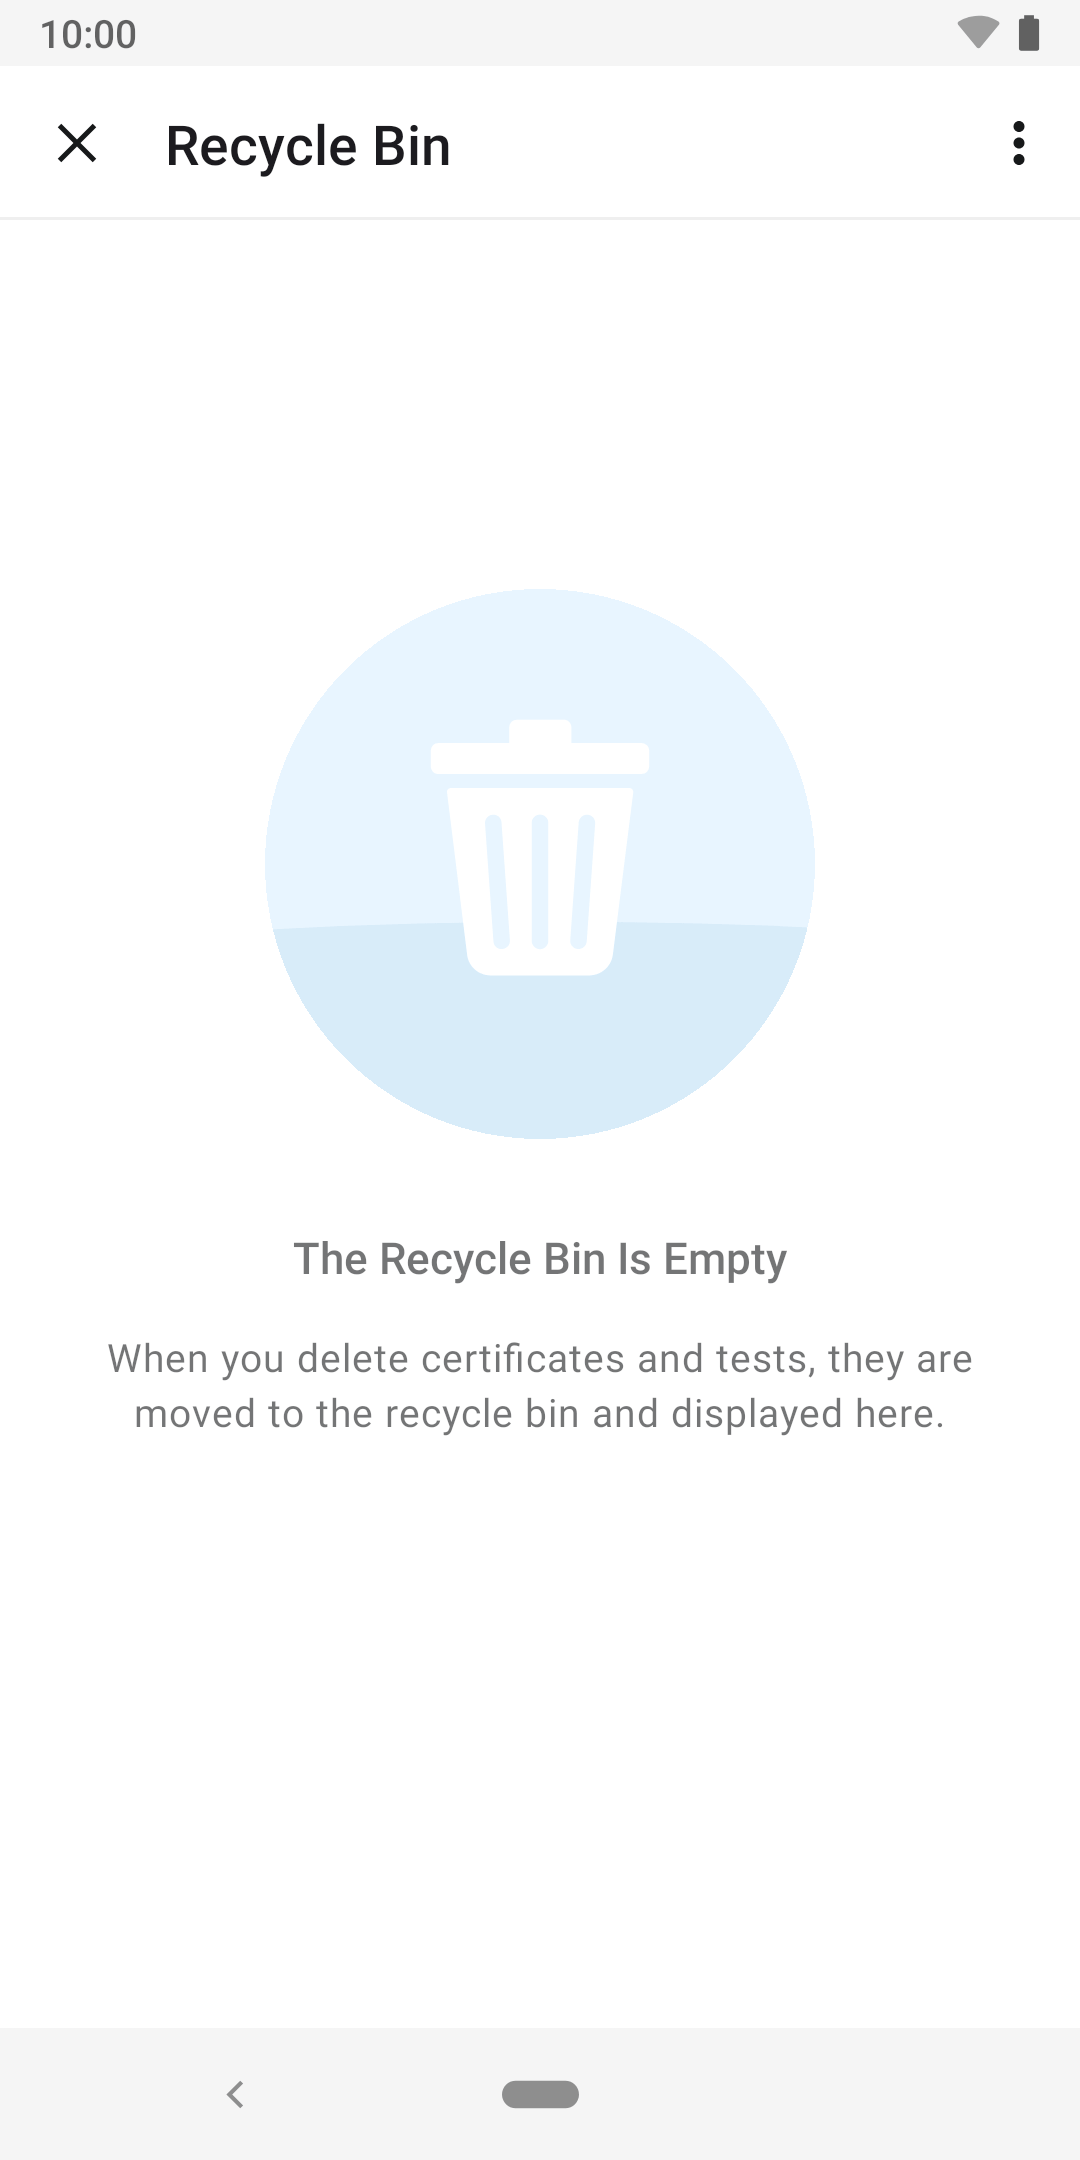 10:00
Recycle Bin
The Recycle Bin Is Empty
When you delete certificates and tests, they are
moved to the recycle bin and displayed here.